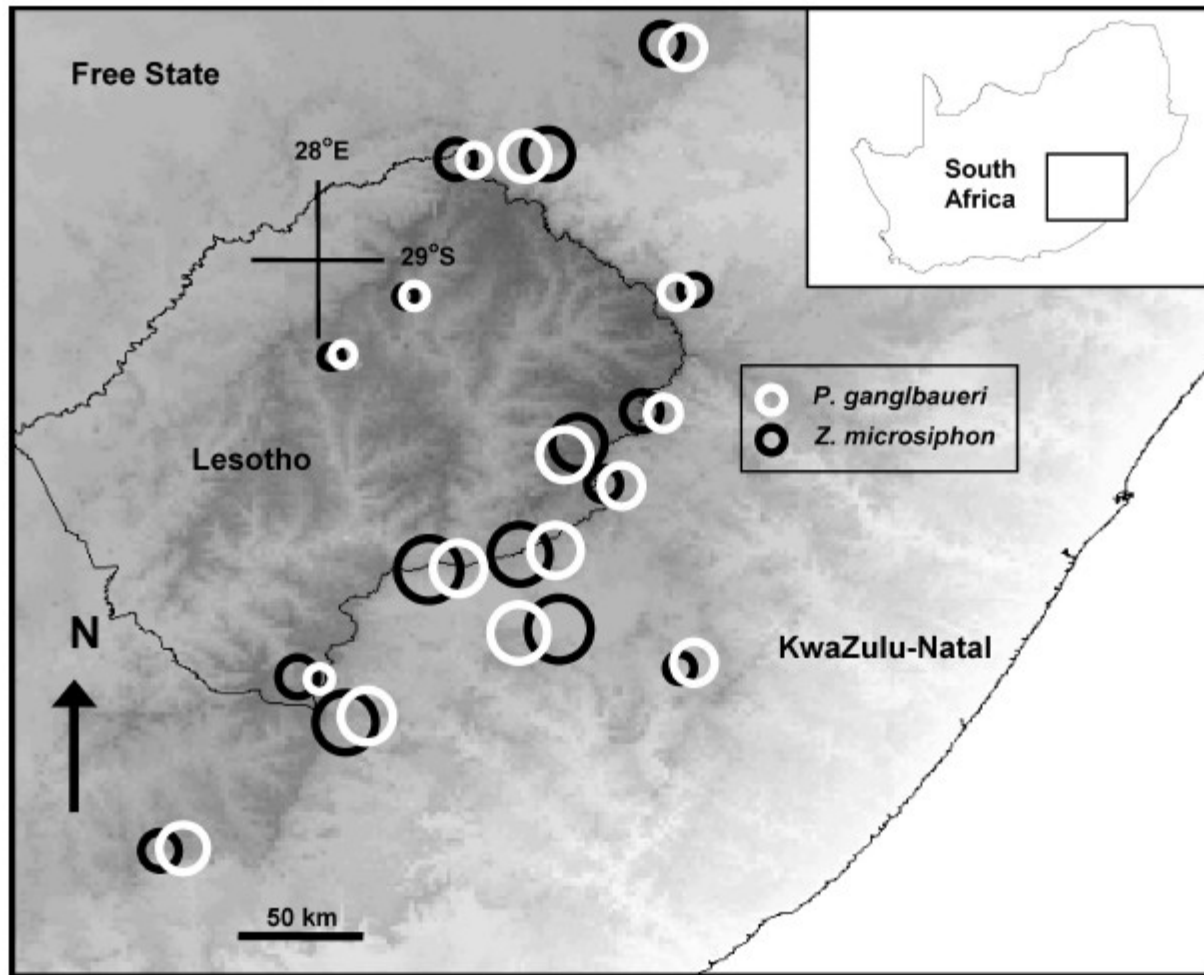 Free State
28°E
29°S
South
Africa
P. ganglbaueri
Z. microsiphon
Lesotho
N
KwaZulu-Natal
50 km